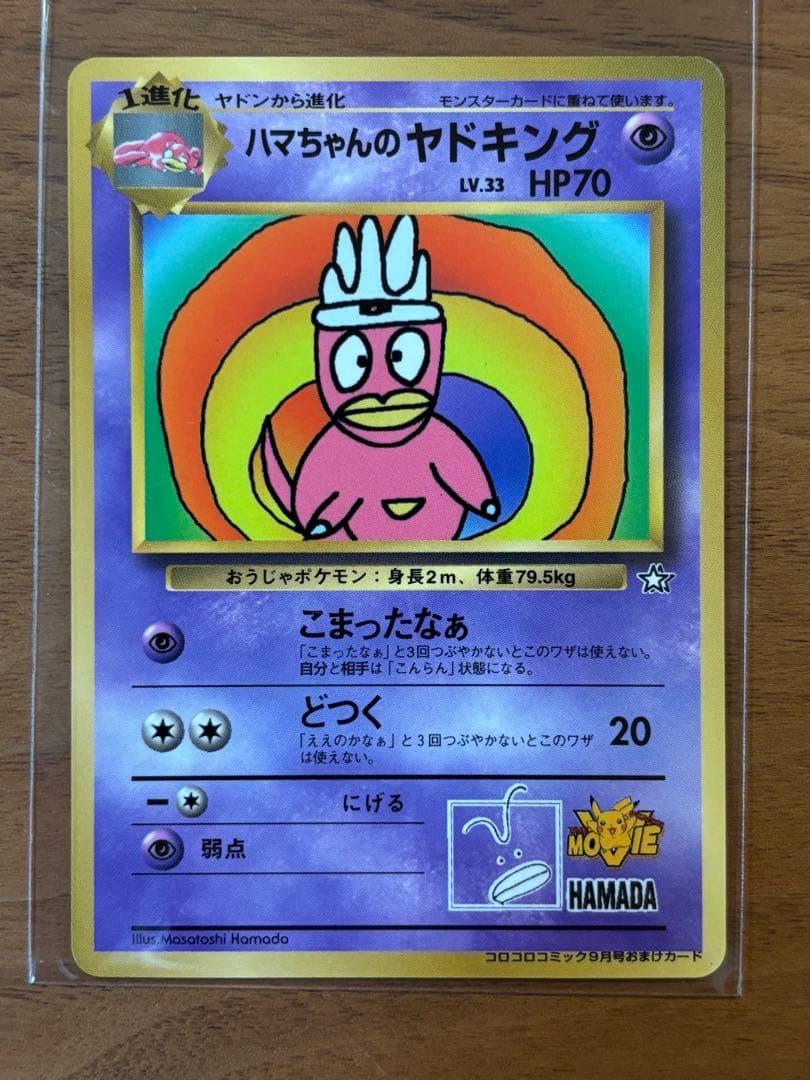 1進化
ヤドンから進化
モンスターカードに重ねて使います。
ハマちゃんのヤドキング
LV.33 HP70
おうじゃポケモン：身長2m、体重79.5kg
こまったなぁ
「こまったなぁ」と3回つぶやかないとこのワザは使えない。
自分と相手は「こんらん」状態になる。
どつく
「ええのかなぁ」と3回つぶやかないとこのワザ
は使えない。
20
にげる
弱点
MOVIE
HAMADA
Illus.Masatoshi Hamada
コロコロコミック9月号おまけカード